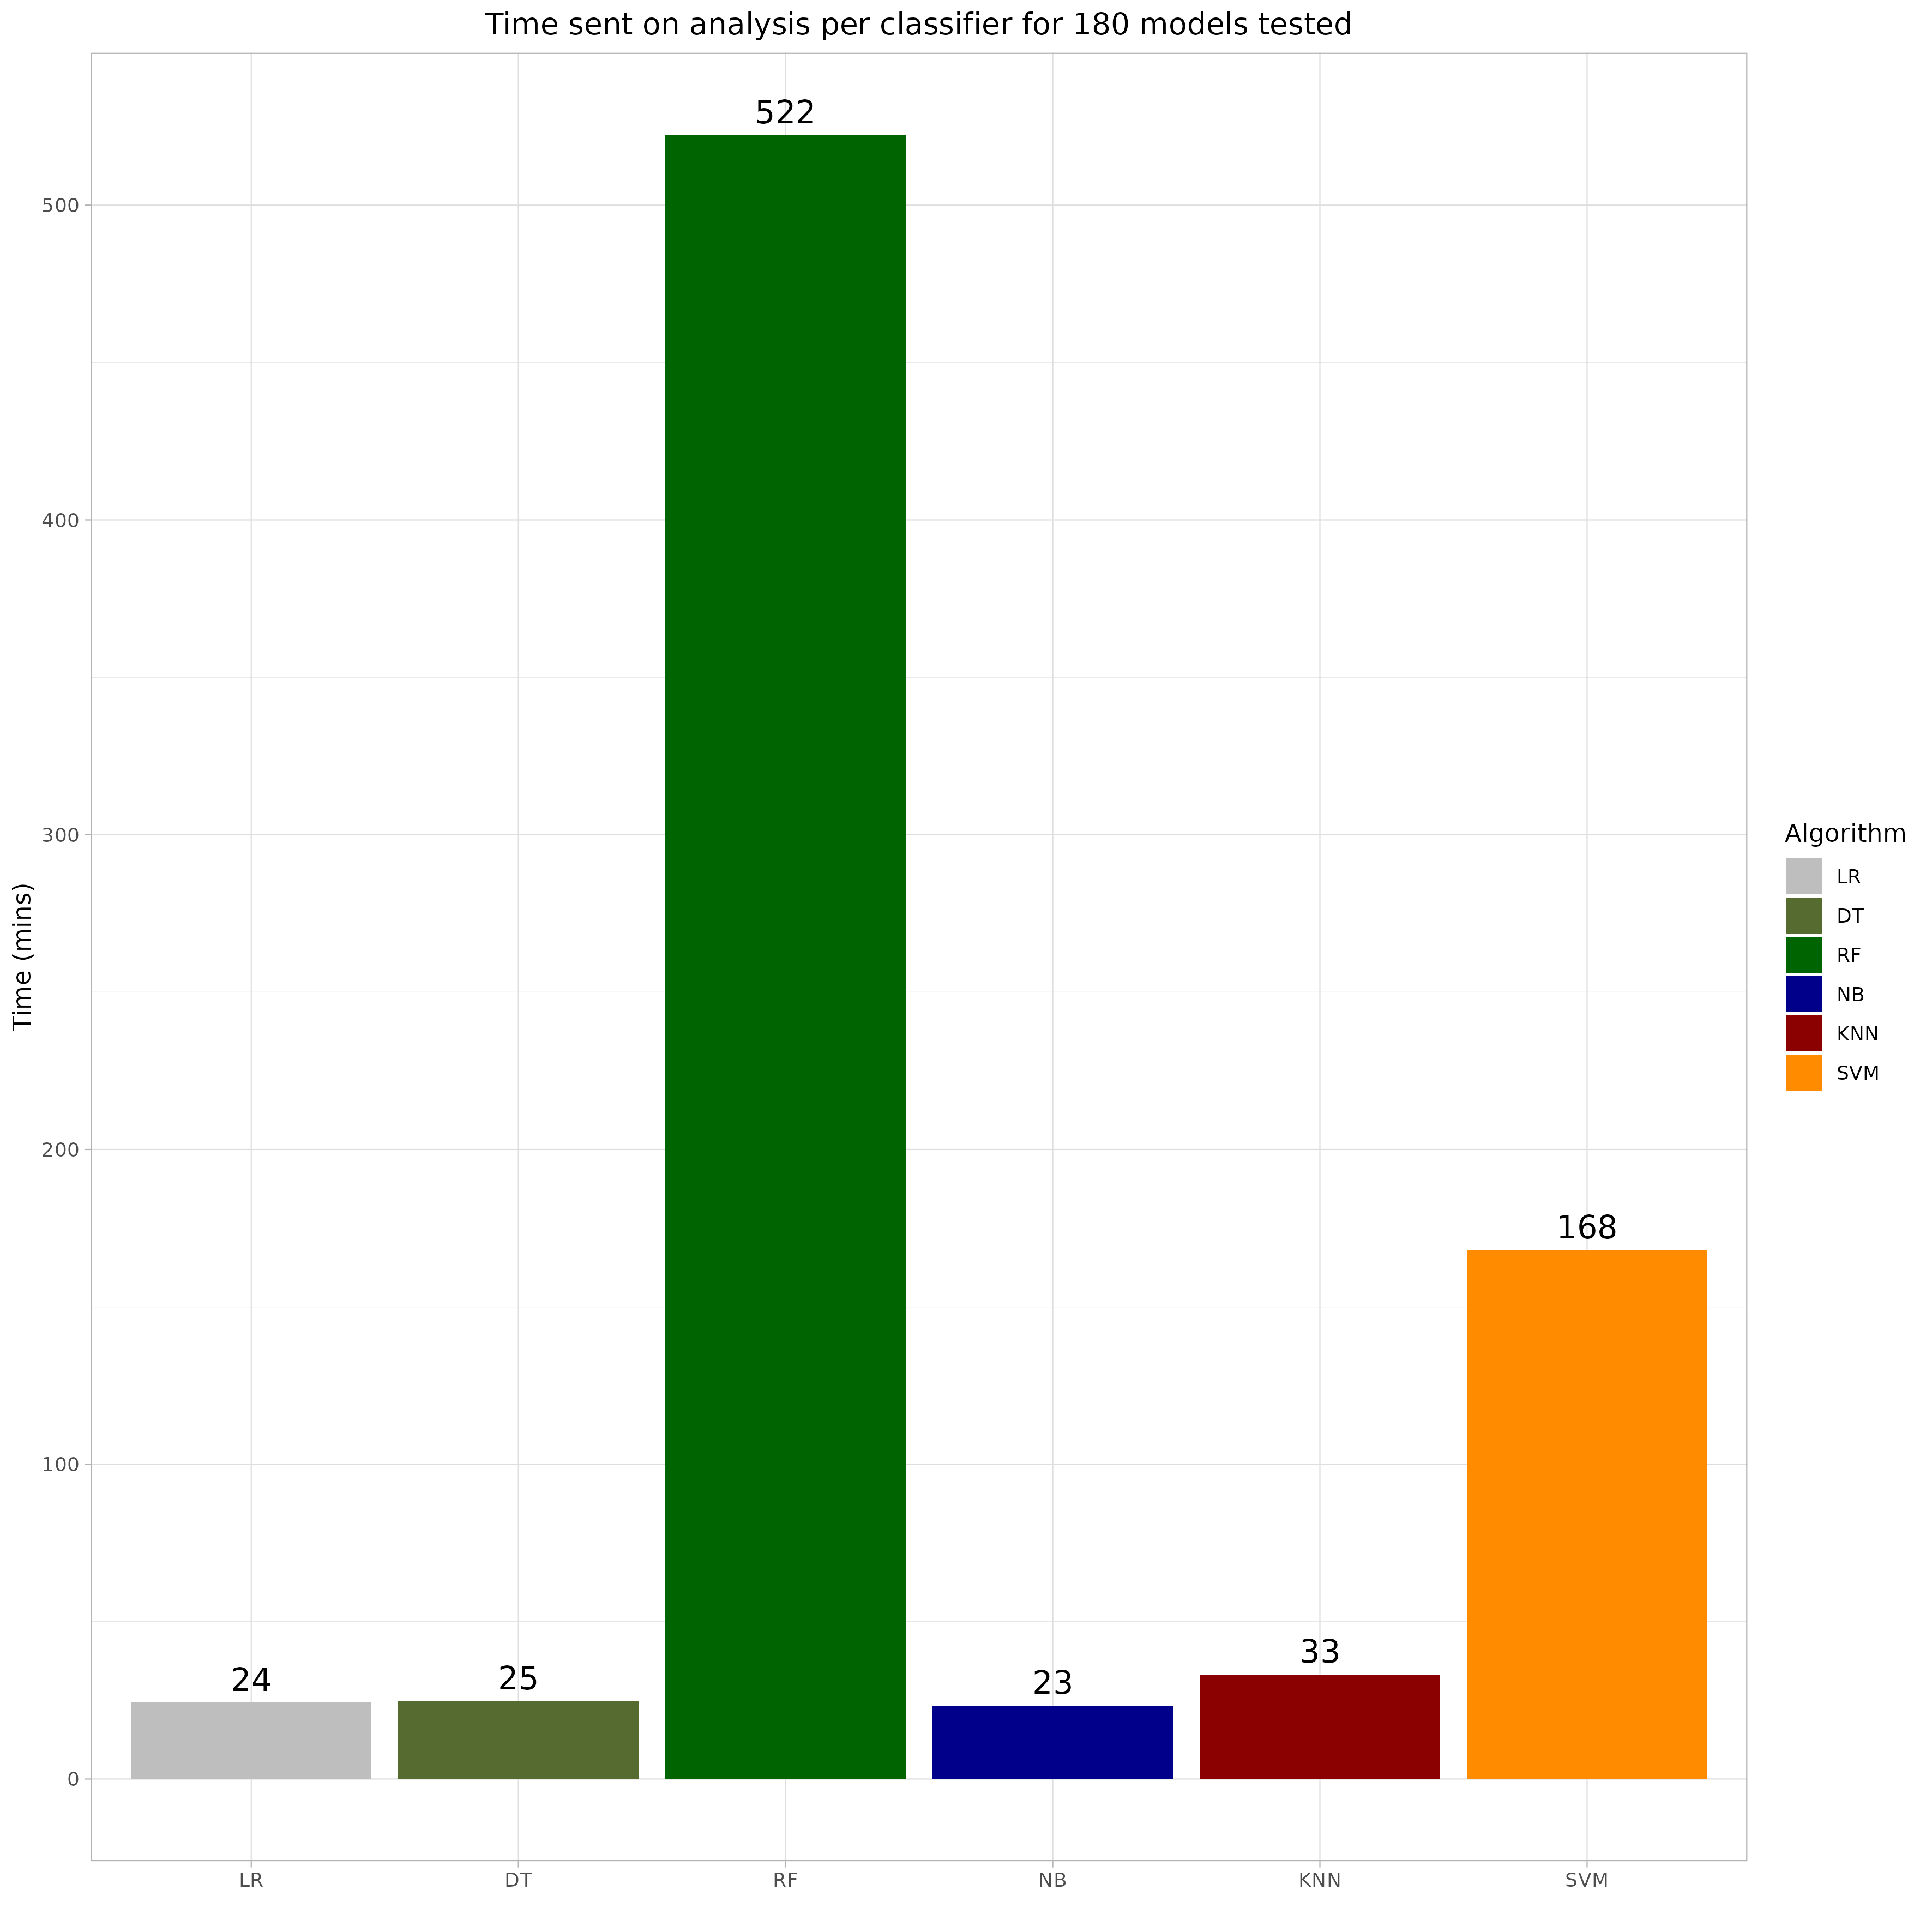 Time sent on analysis per classifier for 180 models tested
522
500
400
300
200
100
0
Time (mins)
168
24
25
23
33
LR
DT
RF
NB
KNN
SVM
Algorithm
LR
DT
RF
NB
KNN
SVM